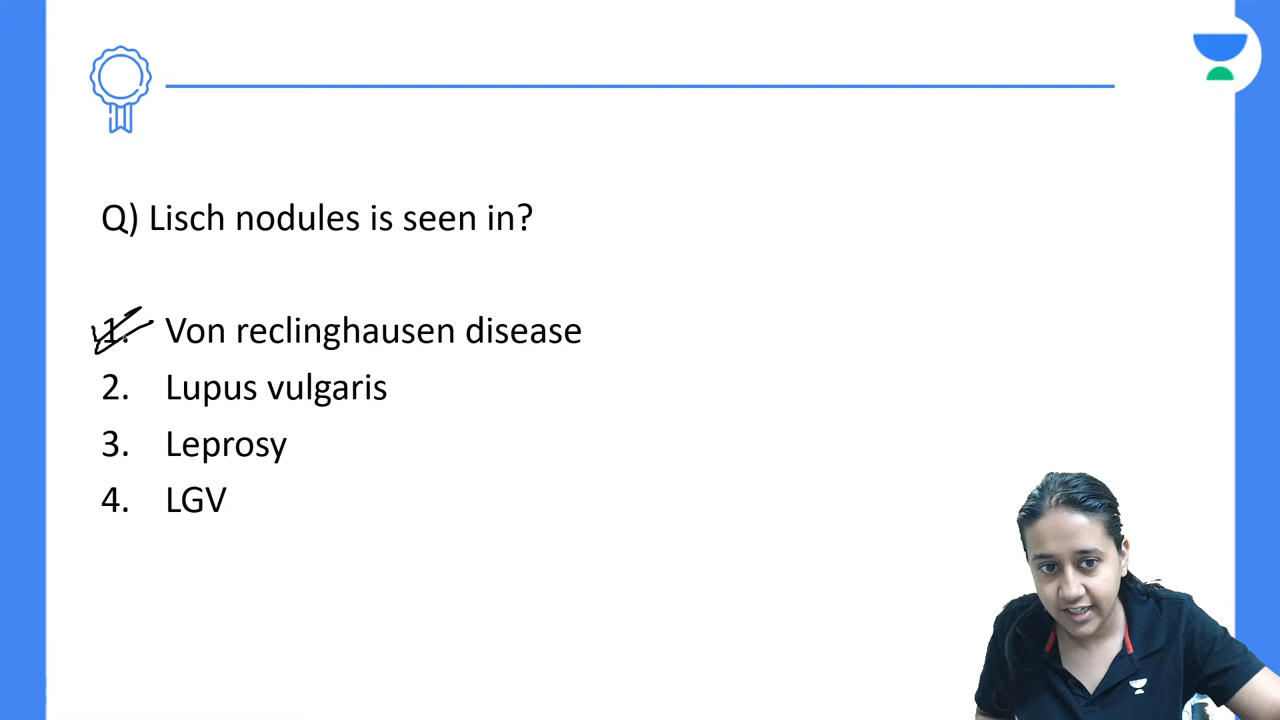 Q) Lisch nodules is seen in?
1. Von reclinghausen disease
2. Lupus vulgaris
3. Leprosy
4. LGV